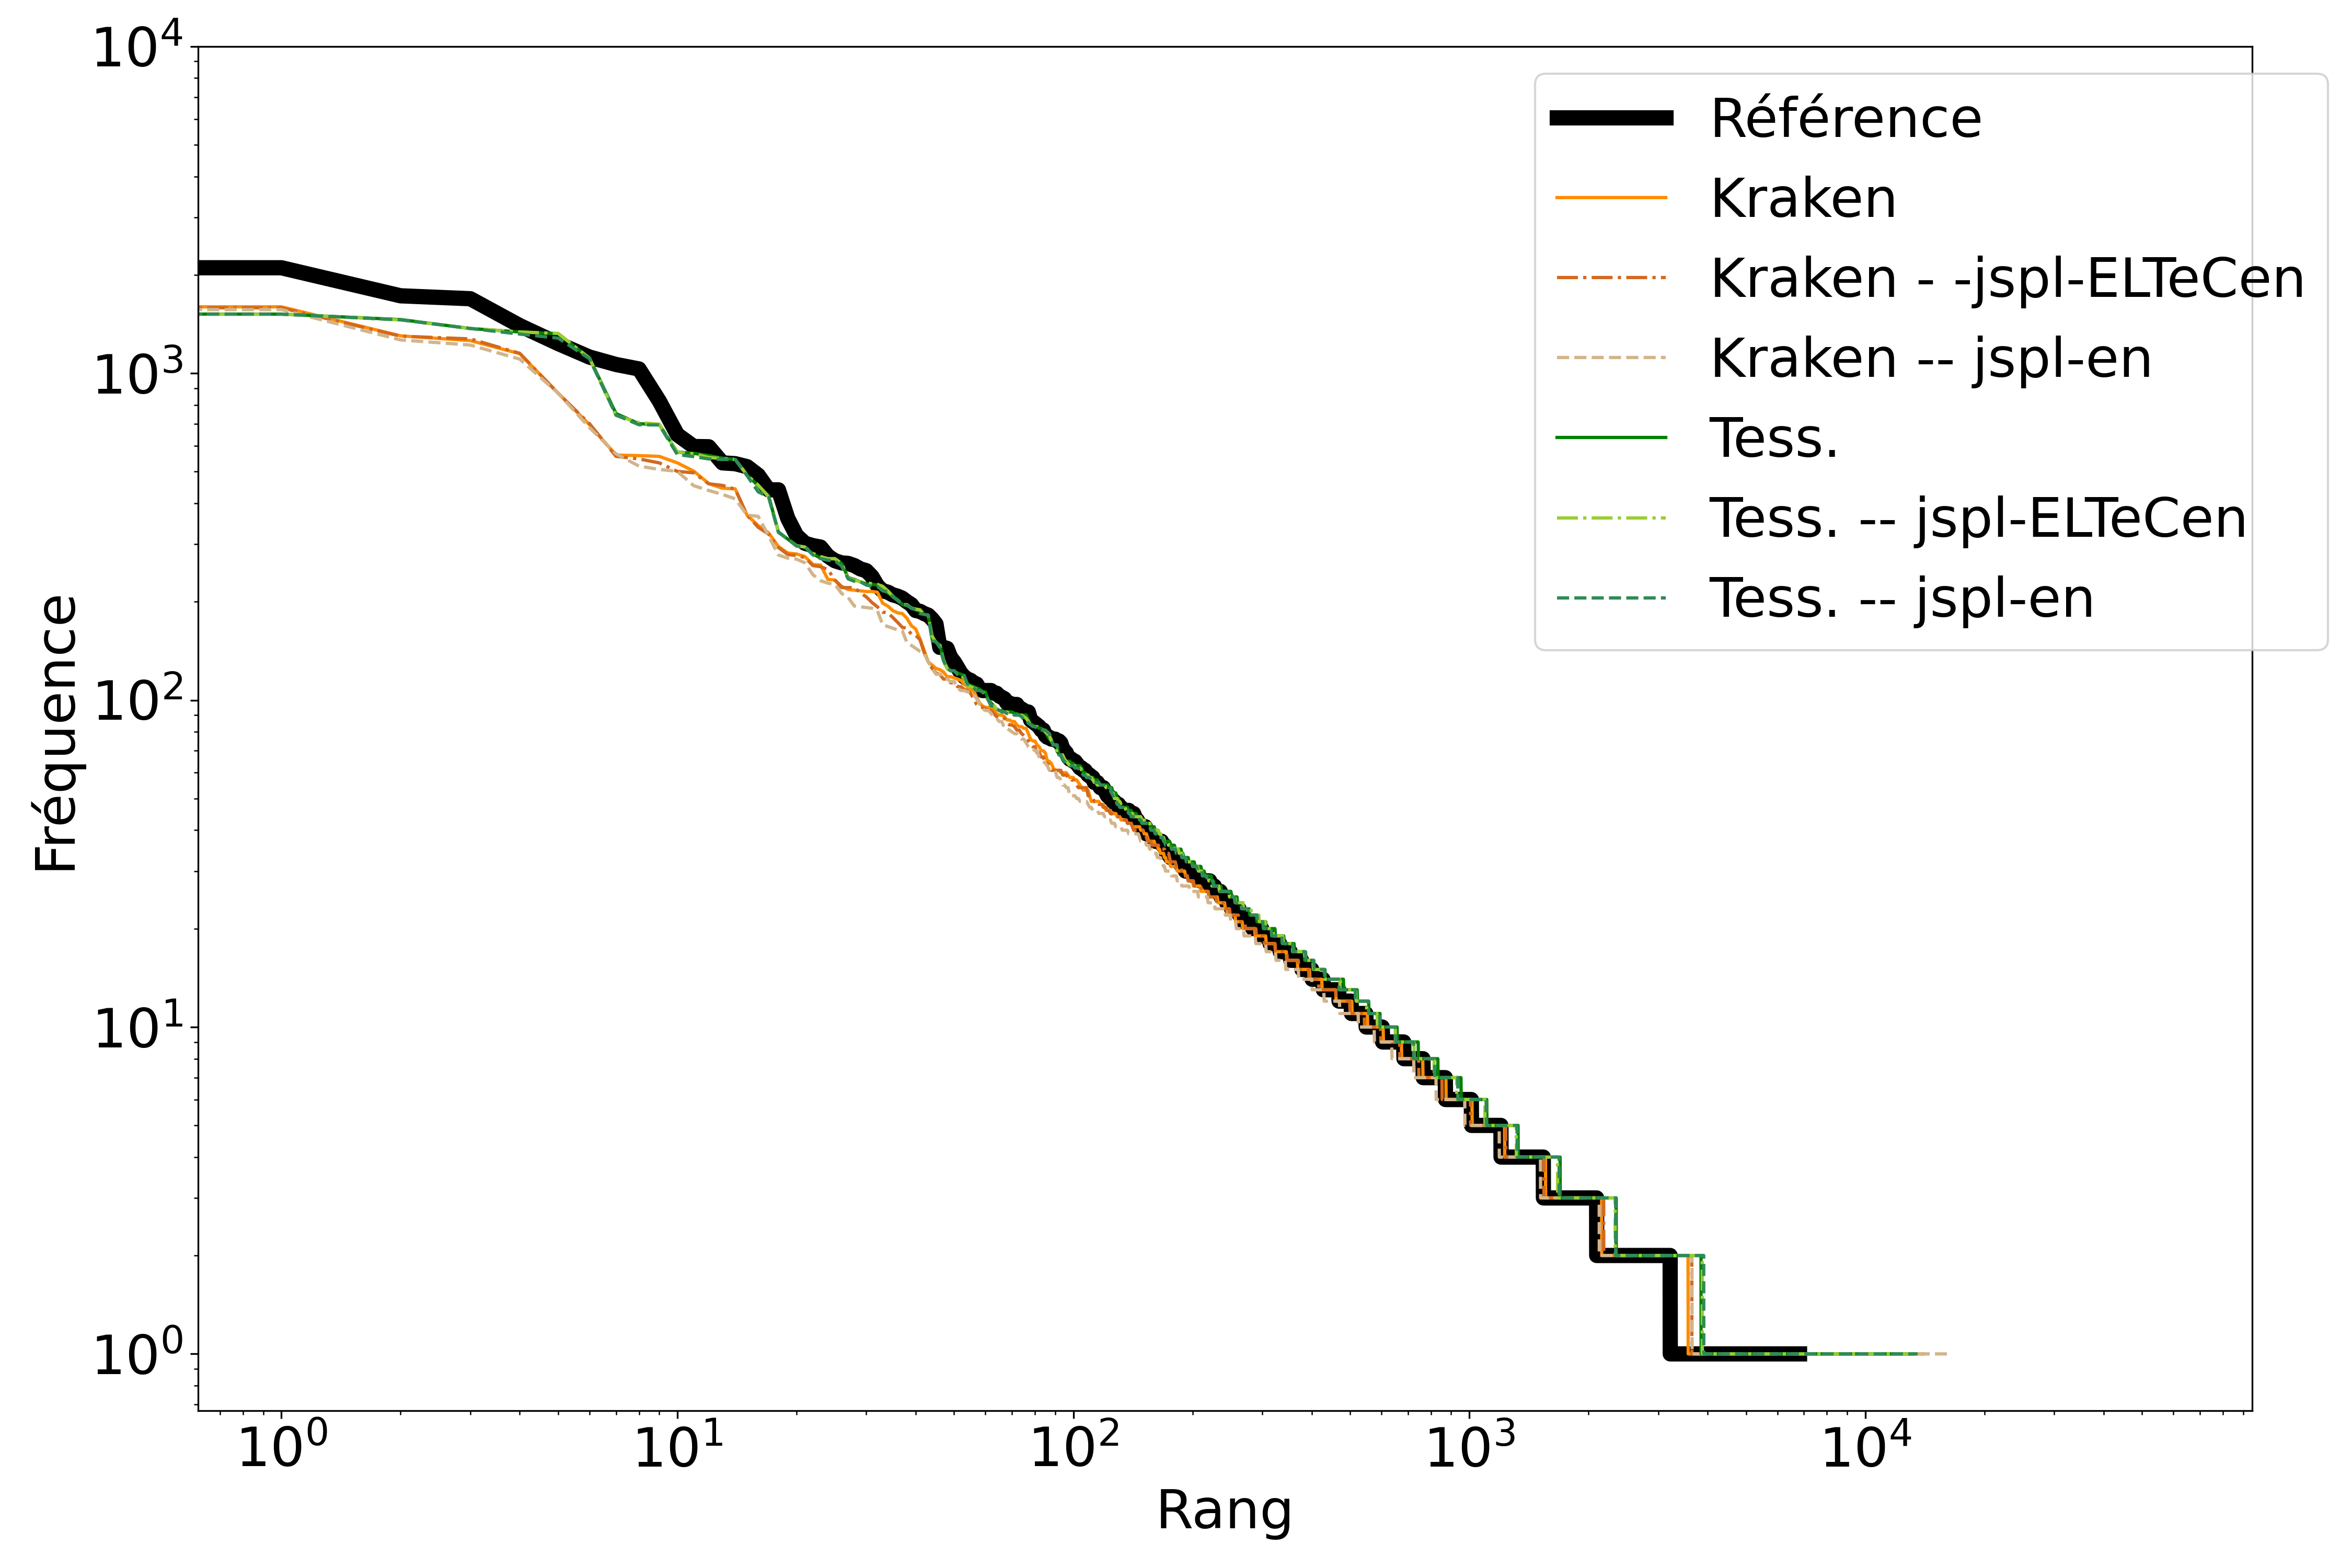 10⁴
10³
10²
10¹
10⁰
Fréquence
Référence
Kraken
Kraken - -jspl-ELTeCen
Kraken -- jspl-en
Tess.
Tess. -- jspl-ELTeCen
Tess. -- jspl-en
10⁰ 10¹ 10² 10³ 10⁴
Rang